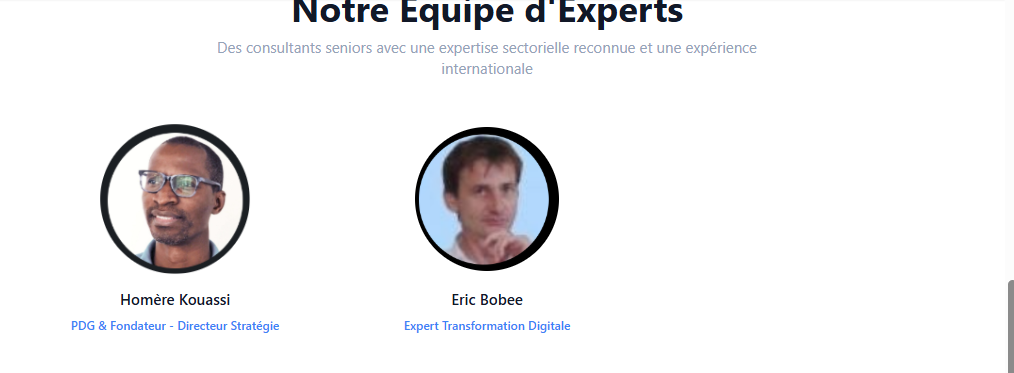 Notre Équipe d'Experts
Des consultants seniors avec une expertise sectorielle reconnue et une expérience
internationale
Homère Kouassi
Eric Bobee
PDG & Fondateur - Directeur Stratégie
Expert Transformation Digitale